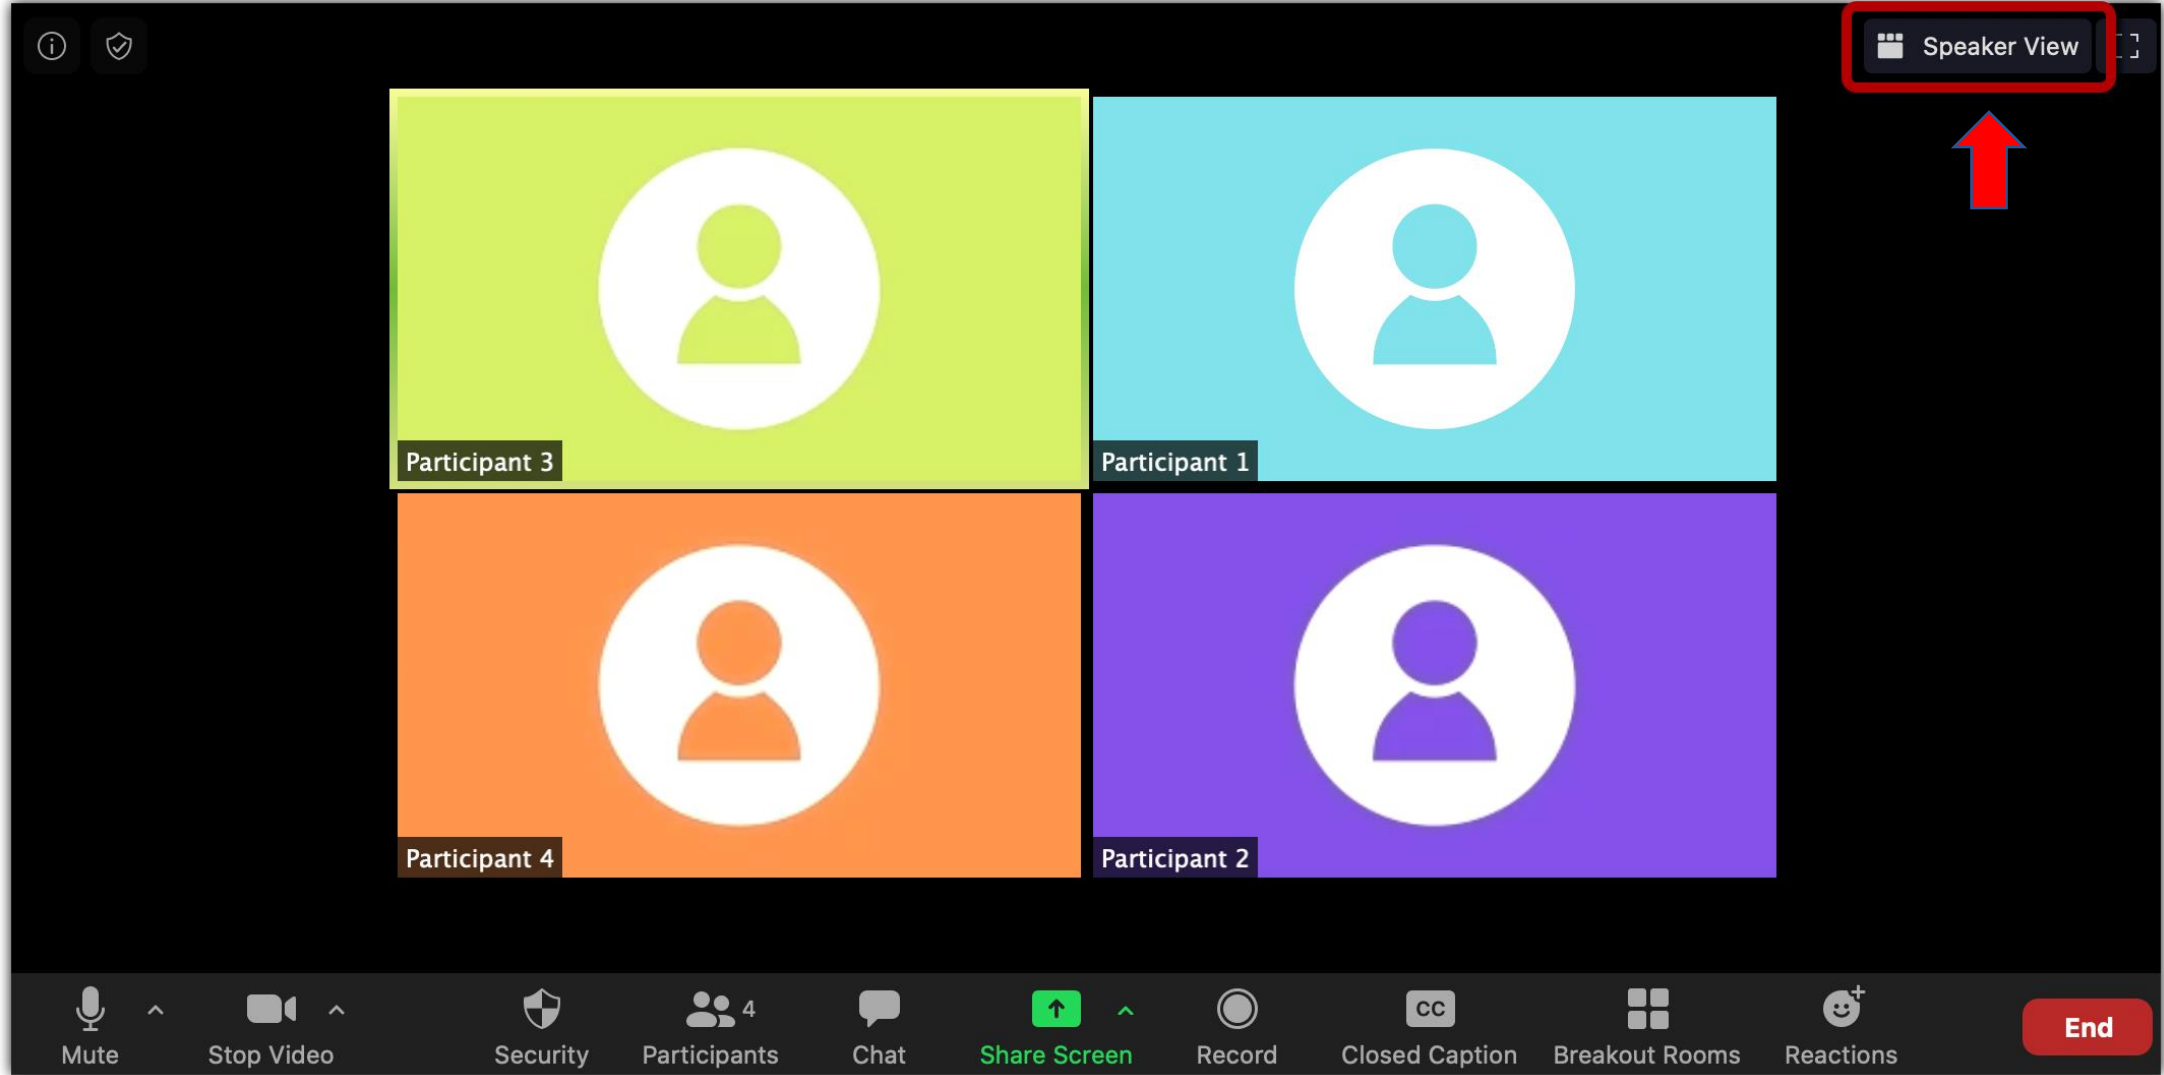 Speaker View
Participant 3
Participant 1
Participant 4
Participant 2
4
CC
Mute
Stop Video
Security
Participants
Chat
Share Screen
Record
Closed Caption
Breakout Rooms
Reactions
End